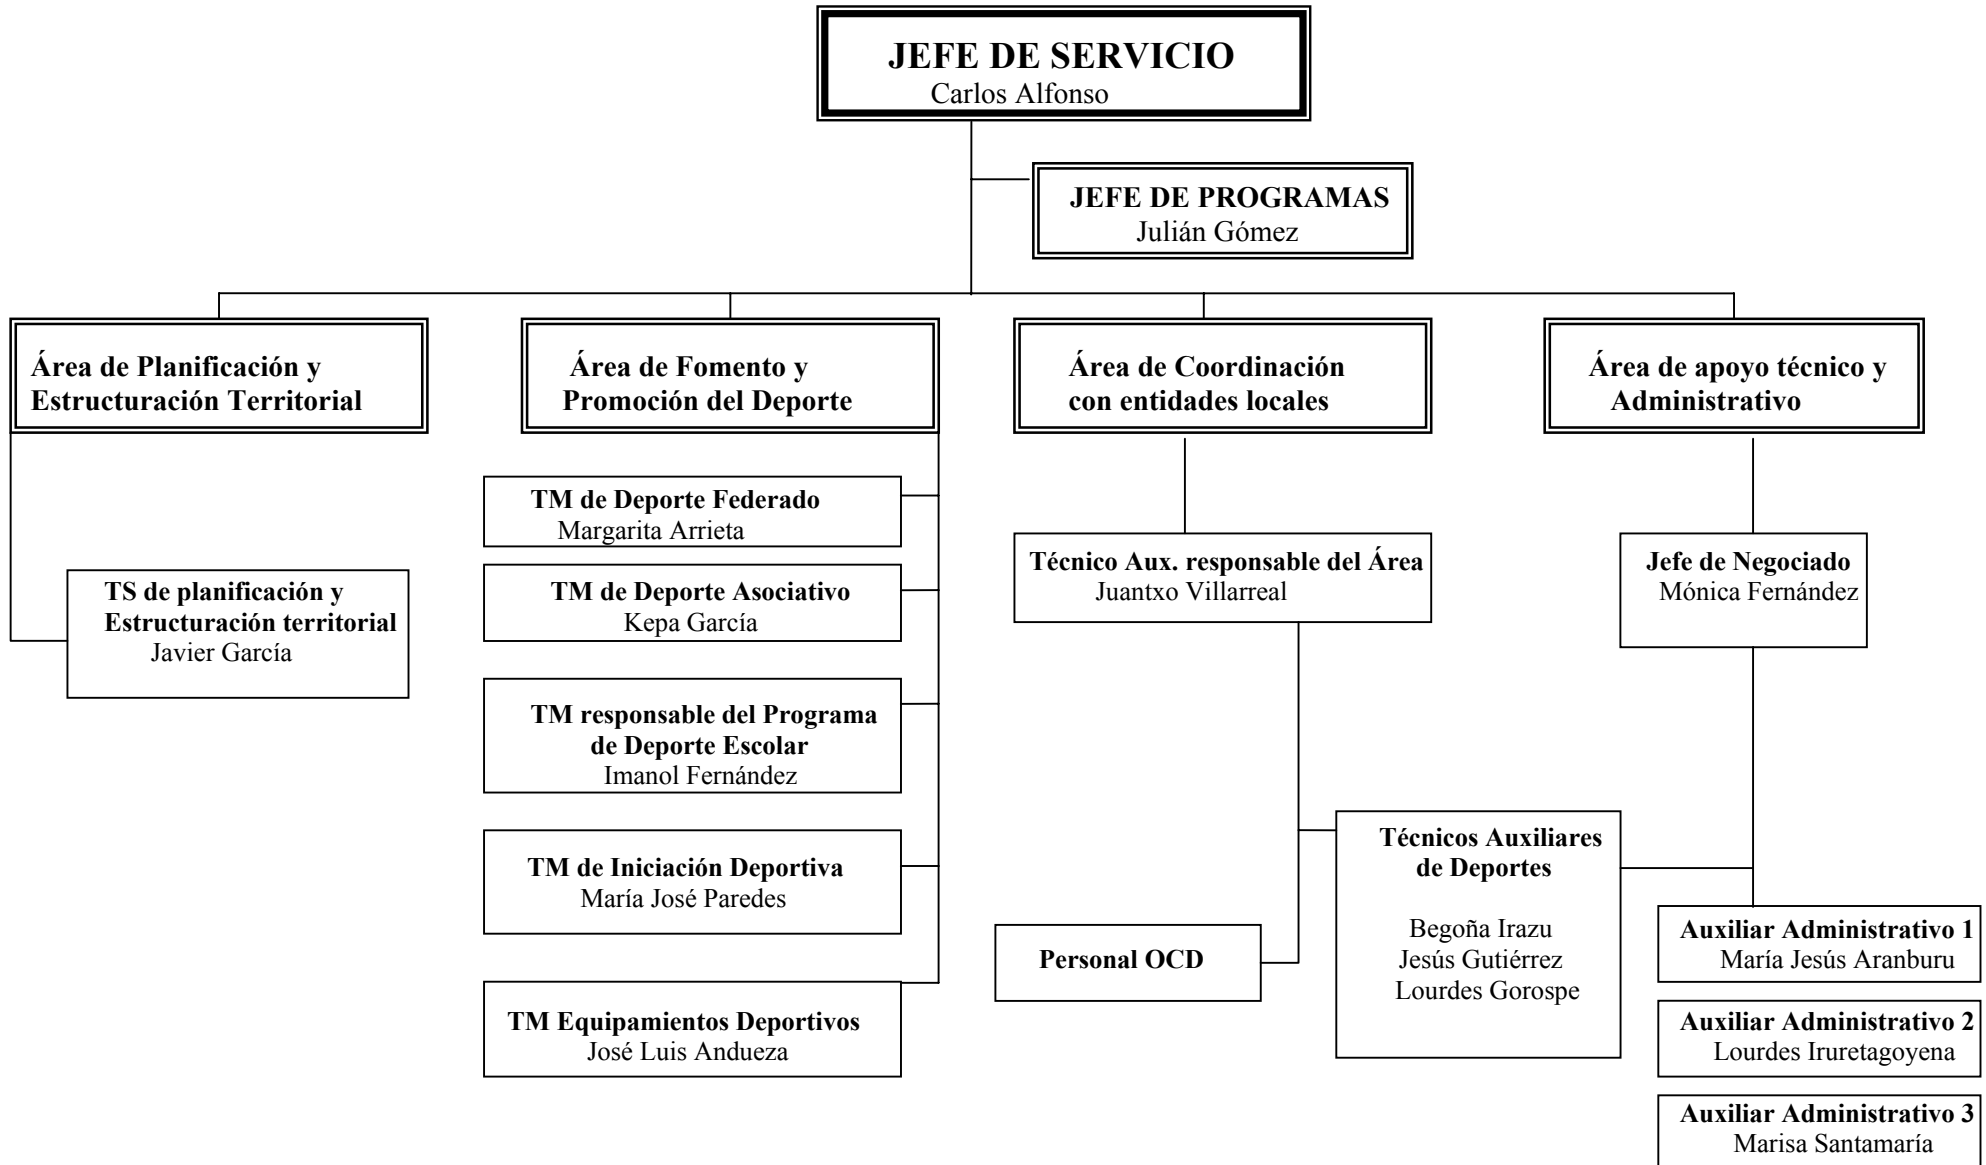 JEFE DE SERVICIO
Carlos Alfonso
JEFE DE PROGRAMAS
Julián Gómez
Área de Planificación y
Estructuración Territorial
Área de Fomento y
Promoción del Deporte
Área de Coordinación
con entidades locales
Área de apoyo técnico y
Administrativo
TS de planificación y
Estructuración territorial
Javier García
TM de Deporte Federado
Margarita Arrieta
TM de Deporte Asociativo
Kepa García
TM responsable del Programa
de Deporte Escolar
Imanol Fernández
TM de Iniciación Deportiva
María José Paredes
TM Equipamientos Deportivos
José Luis Andueza
Técnico Aux. responsable del Área
Juantxo Villarreal
Personal OCD
Técnicos Auxiliares
de Deportes
Begoña Irazu
Jesús Gutiérrez
Lourdes Gorospe
Jefe de Negociado
Mónica Fernández
Auxiliar Administrativo 1
María Jesús Aranburu
Auxiliar Administrativo 2
Lourdes Iruretagoyena
Auxiliar Administrativo 3
Marisa Santamaría